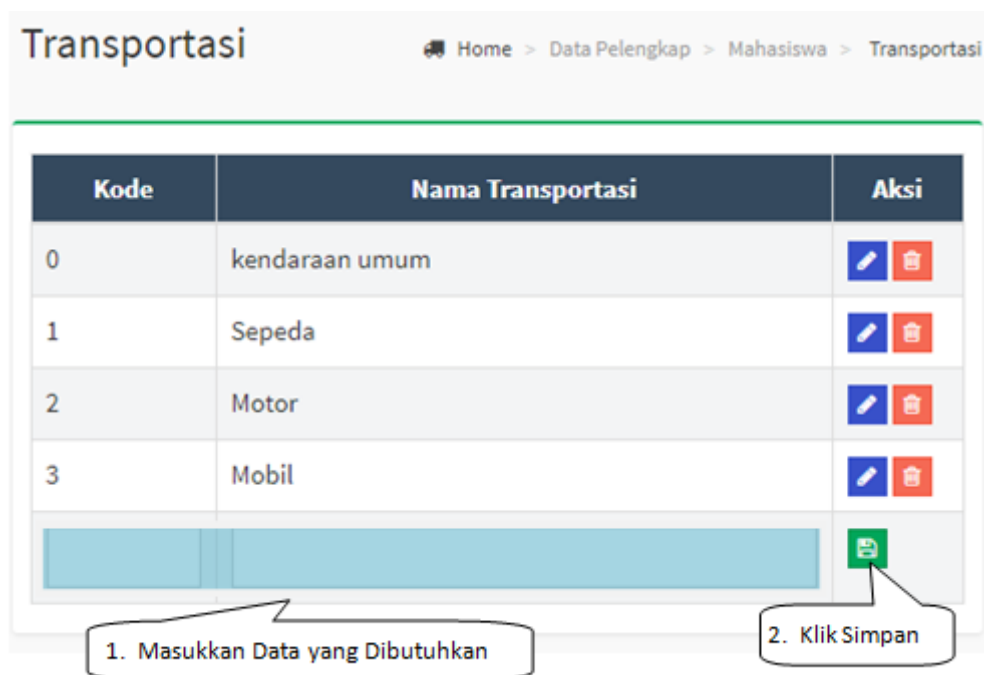 Transportasi
Home > Data Pelengkap > Mahasiswa > Transportasi
Kode Nama Transportasi Aksi
0 kendaraan umum
1 Sepeda
2 Motor
3 Mobil
1. Masukkan Data yang Dibutuhkan
2. Klik Simpan